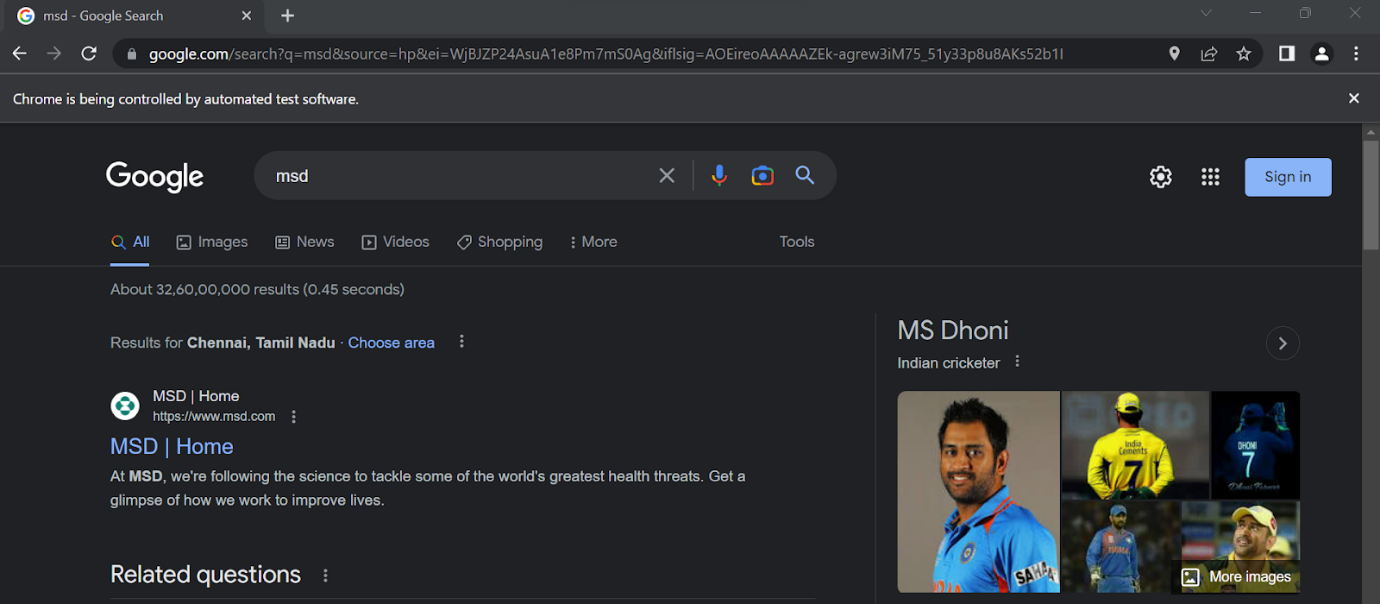 msd - Google Search
google.com/search?q=msd&source=hp&ei=WjBJZP24AsuA1e8Pm7mS0Ag&iflsig=AOEireoAAAAAZEk-agrew3iM75_51y33p8u8AKs52b1I
Chrome is being controlled by automated test software.
Google
msd
Sign in
All
Images
News
Videos
Shopping
More
Tools
About 32,60,00,000 results (0.45 seconds)
Results for Chennai, Tamil Nadu · Choose area
MSD | Home
https://www.msd.com
MSD | Home
At MSD, we're following the science to tackle some of the world's greatest health threats. Get a
glimpse of how we work to improve lives.
Related questions
MS Dhoni
Indian cricketer
India
Cements
7
DHONI
7
SAHA
More images